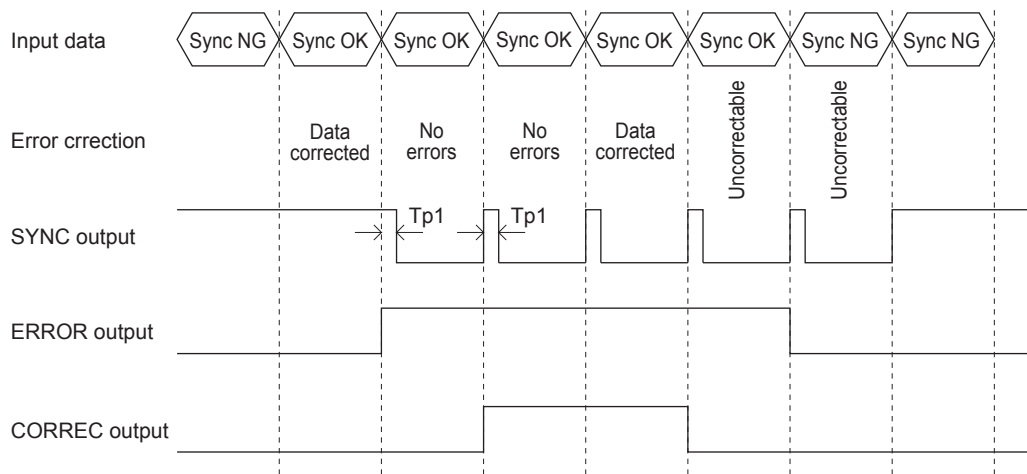 Input data
Sync NG Sync OK Sync OK Sync OK Sync OK Sync OK Sync NG Sync NG
Error crrection
Data
corrected
No
errors
No
errors
Data
corrected
Uncorrectable
Uncorrectable
SYNC output
Tp1
Tp1
ERROR output
CORREC output